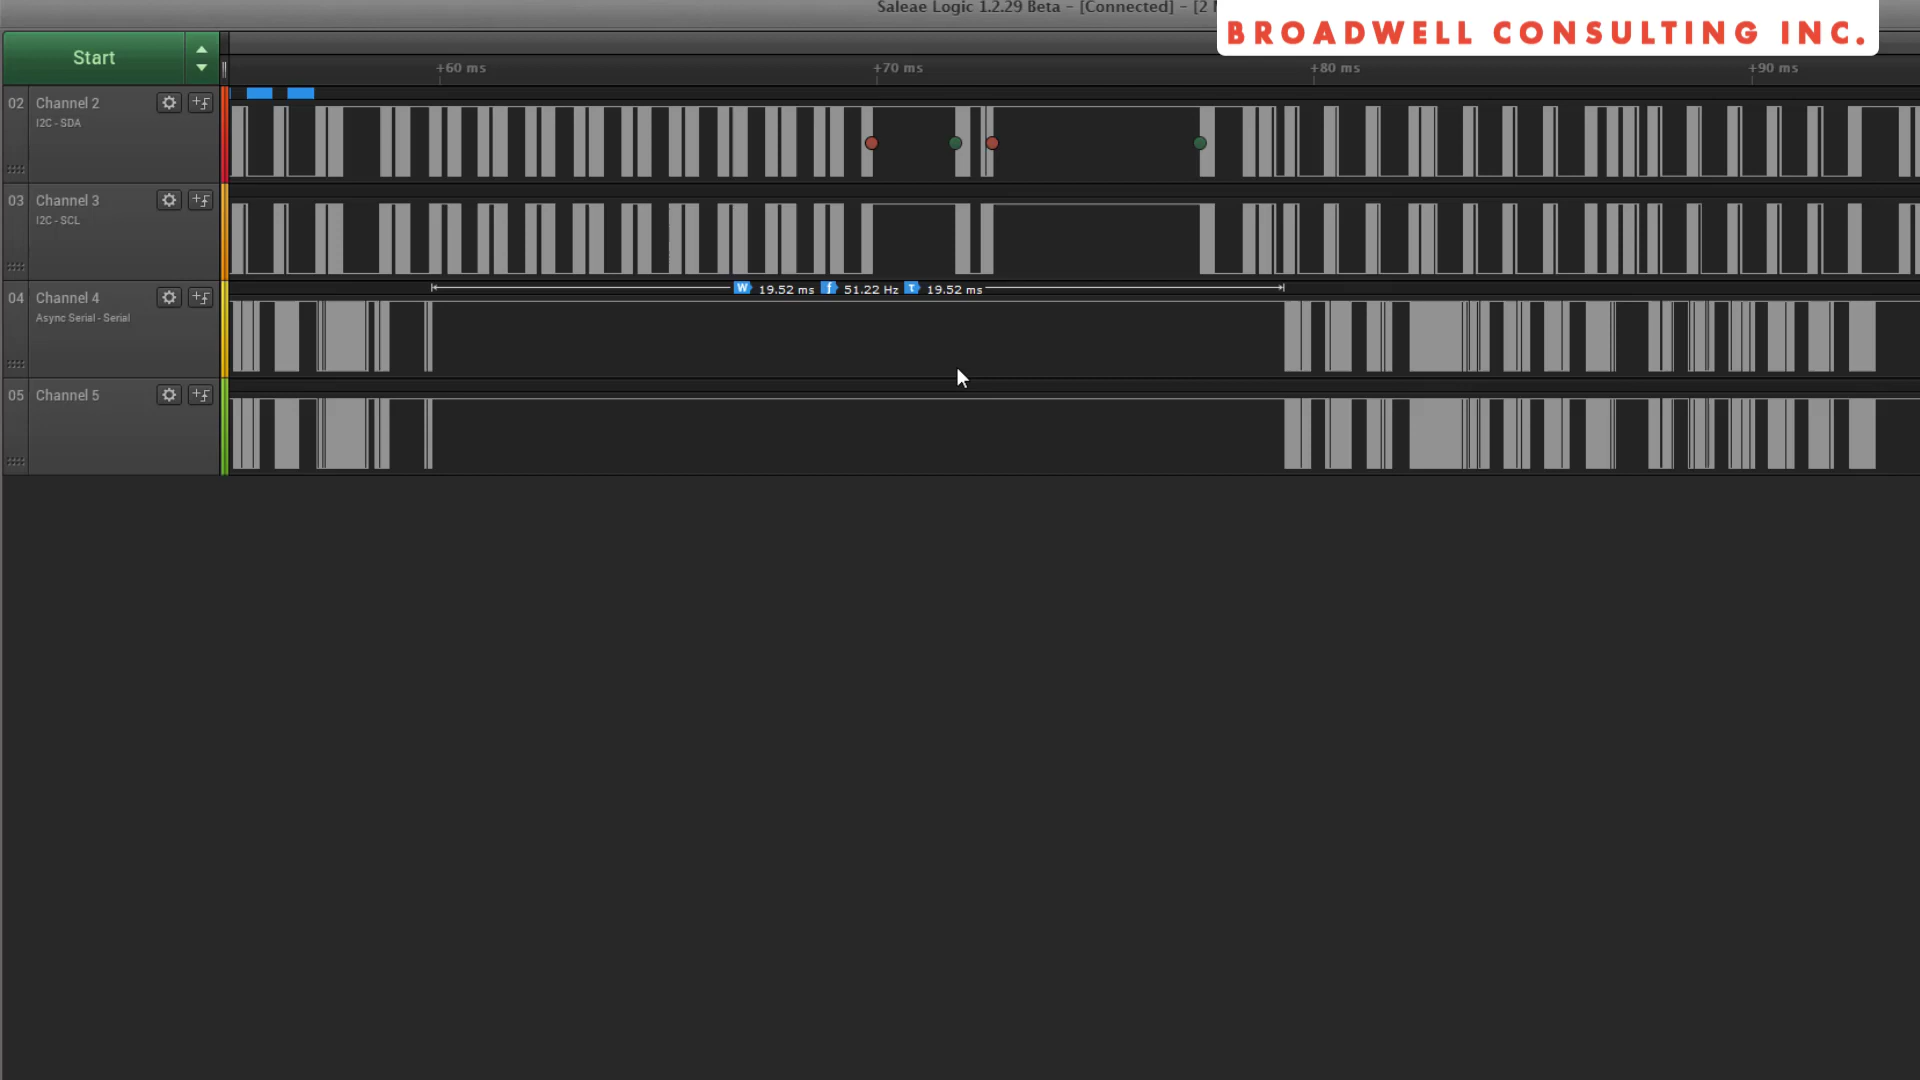 Saleae Logic 1.2.29 Beta - [Connected] - [2
BROADWELL CONSULTING INC.
Start
+60 ms +70 ms +80 ms +90 ms
02 Channel 2
I2C - SDA
03 Channel 3
I2C - SCL
W 19.52 ms f 51.22 Hz T 19.52 ms
04 Channel 4
Async Serial - Serial
05 Channel 5